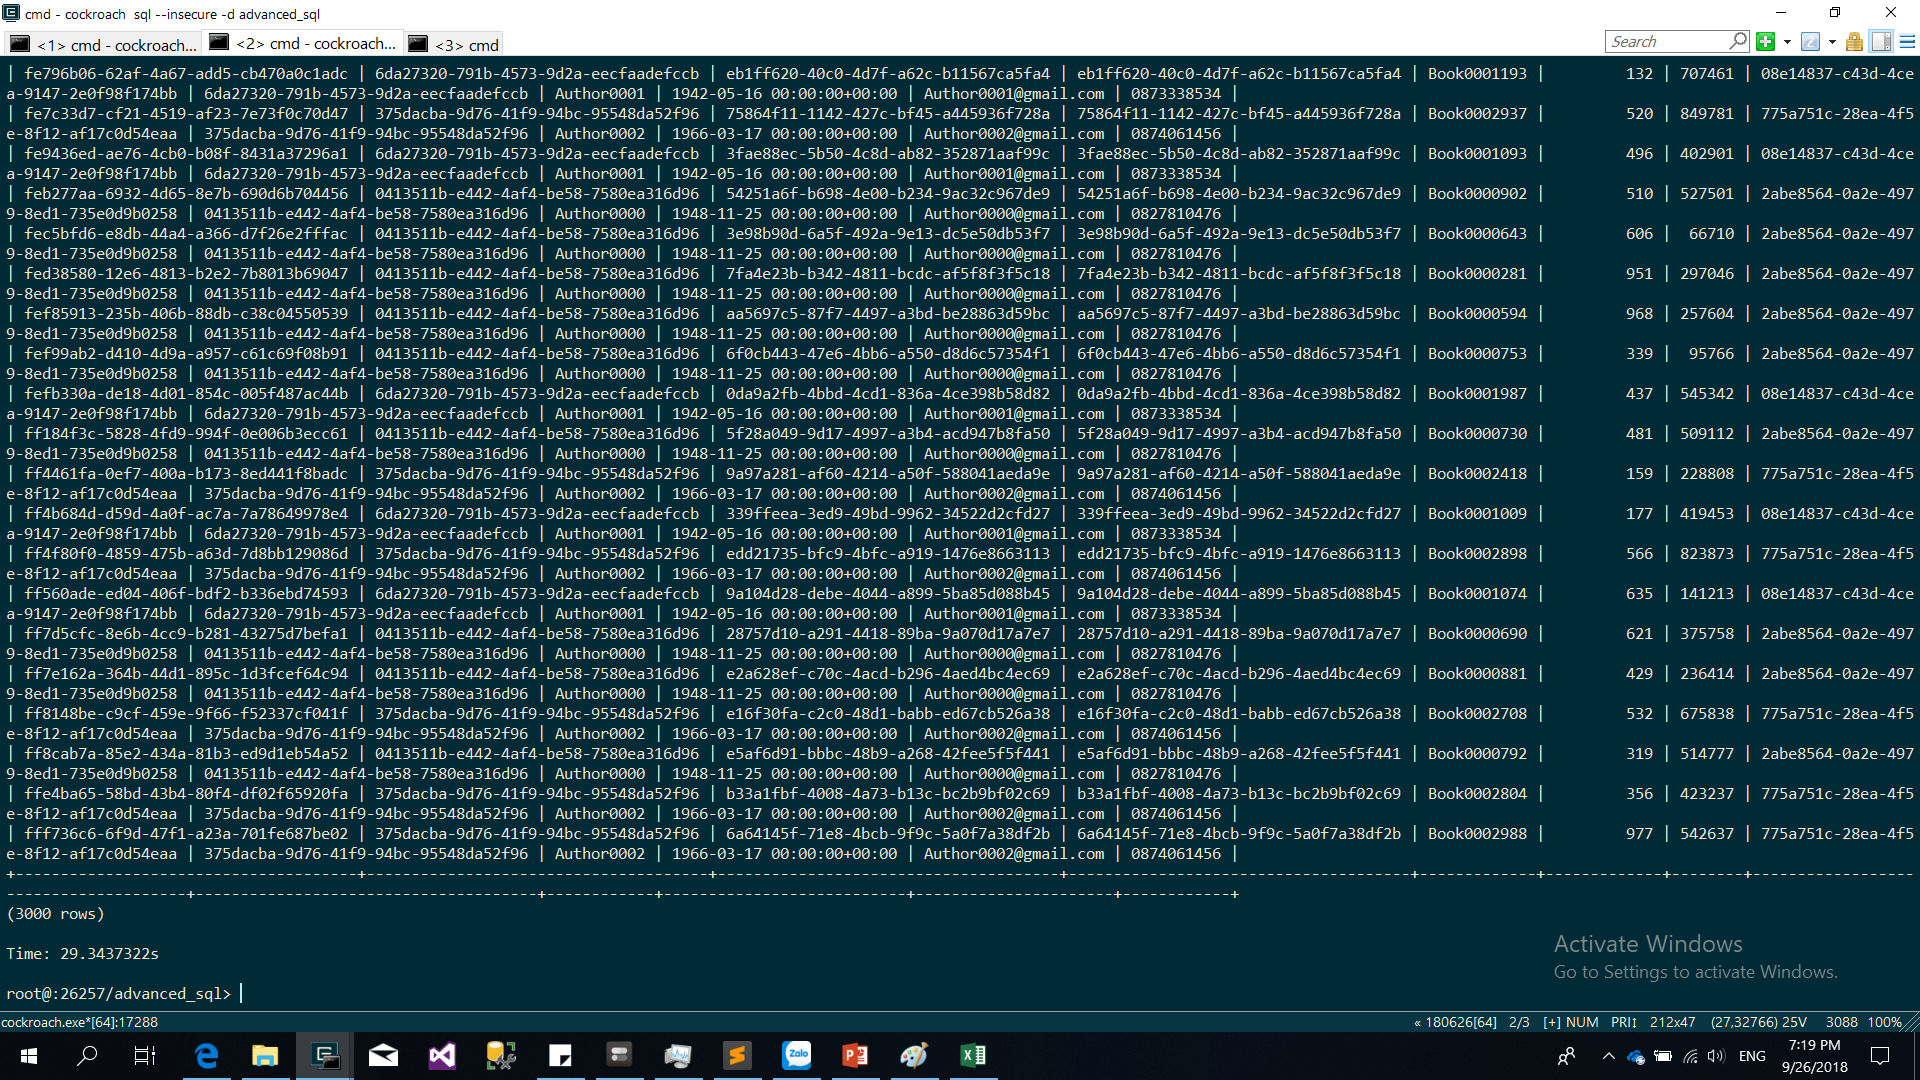 cmd - cockroach  sql --insecure -d advanced_sql
<1> cmd - cockroach... <2> cmd - cockroach... <3> cmd Search
| fe796b06-62af-4a67-add5-cb470a0c1adc | 6da27320-791b-4573-9d2a-eecfaadefccb | eb1ff620-40c0-4d7f-a62c-b11567ca5fa4 | eb1ff620-40c0-4d7f-a62c-b11567ca5fa4 | Book0001193 |         132 | 707461 | 08e14837-c43d-4ce
a-9147-2e0f98f174bb | 6da27320-791b-4573-9d2a-eecfaadefccb | Author0001 | 1942-05-16 00:00:00+00:00 | Author0001@gmail.com | 0873338534 |
| fe7c33d7-cf21-4519-af23-7e73f0c70d47 | 375dacba-9d76-41f9-94bc-95548da52f96 | 75864f11-1142-427c-bf45-a445936f728a | 75864f11-1142-427c-bf45-a445936f728a | Book0002937 |         520 | 849781 | 775a751c-28ea-4f5
e-8f12-af17c0d54eaa | 375dacba-9d76-41f9-94bc-95548da52f96 | Author0002 | 1966-03-17 00:00:00+00:00 | Author0002@gmail.com | 0874061456 |
| fe9436ed-ae76-4cb0-b08f-8431a37296a1 | 6da27320-791b-4573-9d2a-eecfaadefccb | 3fae88ec-5b50-4c8d-ab82-352871aaf99c | 3fae88ec-5b50-4c8d-ab82-352871aaf99c | Book0001093 |         496 | 402901 | 08e14837-c43d-4ce
a-9147-2e0f98f174bb | 6da27320-791b-4573-9d2a-eecfaadefccb | Author0001 | 1942-05-16 00:00:00+00:00 | Author0001@gmail.com | 0873338534 |
| feb277aa-6932-4d65-8e7b-690d6b704456 | 0413511b-e442-4af4-be58-7580ea316d96 | 54251a6f-b698-4e00-b234-9ac32c967de9 | 54251a6f-b698-4e00-b234-9ac32c967de9 | Book0000902 |         510 | 527501 | 2abe8564-0a2e-497
9-8ed1-735e0d9b0258 | 0413511b-e442-4af4-be58-7580ea316d96 | Author0000 | 1948-11-25 00:00:00+00:00 | Author0000@gmail.com | 0827810476 |
| fec5bfd6-e8db-44a4-a366-d7f26e2fffac | 0413511b-e442-4af4-be58-7580ea316d96 | 3e98b90d-6a5f-492a-9e13-dc5e50db53f7 | 3e98b90d-6a5f-492a-9e13-dc5e50db53f7 | Book0000643 |         606 |  66710 | 2abe8564-0a2e-497
9-8ed1-735e0d9b0258 | 0413511b-e442-4af4-be58-7580ea316d96 | Author0000 | 1948-11-25 00:00:00+00:00 | Author0000@gmail.com | 0827810476 |
| fed38580-12e6-4813-b2e2-7b8013b69047 | 0413511b-e442-4af4-be58-7580ea316d96 | 7fa4e23b-b342-4811-bcdc-af5f8f3f5c18 | 7fa4e23b-b342-4811-bcdc-af5f8f3f5c18 | Book0000281 |         951 | 297046 | 2abe8564-0a2e-497
9-8ed1-735e0d9b0258 | 0413511b-e442-4af4-be58-7580ea316d96 | Author0000 | 1948-11-25 00:00:00+00:00 | Author0000@gmail.com | 0827810476 |
| fef85913-235b-406b-88db-c38c04550539 | 0413511b-e442-4af4-be58-7580ea316d96 | aa5697c5-87f7-4497-a3bd-be28863d59bc | aa5697c5-87f7-4497-a3bd-be28863d59bc | Book0000594 |         968 | 257604 | 2abe8564-0a2e-497
9-8ed1-735e0d9b0258 | 0413511b-e442-4af4-be58-7580ea316d96 | Author0000 | 1948-11-25 00:00:00+00:00 | Author0000@gmail.com | 0827810476 |
| fef99ab2-d410-4d9a-a957-c61c69f08b91 | 0413511b-e442-4af4-be58-7580ea316d96 | 6f0cb443-47e6-4bb6-a550-d8d6c57354f1 | 6f0cb443-47e6-4bb6-a550-d8d6c57354f1 | Book0000753 |         339 |  95766 | 2abe8564-0a2e-497
9-8ed1-735e0d9b0258 | 0413511b-e442-4af4-be58-7580ea316d96 | Author0000 | 1948-11-25 00:00:00+00:00 | Author0000@gmail.com | 0827810476 |
| fefb330a-de18-4d01-854c-005f487ac44b | 6da27320-791b-4573-9d2a-eecfaadefccb | 0da9a2fb-4bbd-4cd1-836a-4ce398b58d82 | 0da9a2fb-4bbd-4cd1-836a-4ce398b58d82 | Book0001987 |         437 | 545342 | 08e14837-c43d-4ce
a-9147-2e0f98f174bb | 6da27320-791b-4573-9d2a-eecfaadefccb | Author0001 | 1942-05-16 00:00:00+00:00 | Author0001@gmail.com | 0873338534 |
| ff184f3c-5828-4fd9-994f-0e006b3ecc61 | 0413511b-e442-4af4-be58-7580ea316d96 | 5f28a049-9d17-4997-a3b4-acd947b8fa50 | 5f28a049-9d17-4997-a3b4-acd947b8fa50 | Book0000730 |         481 | 509112 | 2abe8564-0a2e-497
9-8ed1-735e0d9b0258 | 0413511b-e442-4af4-be58-7580ea316d96 | Author0000 | 1948-11-25 00:00:00+00:00 | Author0000@gmail.com | 0827810476 |
| ff4461fa-0ef7-400a-b173-8ed441f8badc | 375dacba-9d76-41f9-94bc-95548da52f96 | 9a97a281-af60-4214-a50f-588041aeda9e | 9a97a281-af60-4214-a50f-588041aeda9e | Book0002418 |         159 | 228808 | 775a751c-28ea-4f5
e-8f12-af17c0d54eaa | 375dacba-9d76-41f9-94bc-95548da52f96 | Author0002 | 1966-03-17 00:00:00+00:00 | Author0002@gmail.com | 0874061456 |
| ff4b684d-d59d-4a0f-ac7a-7a78649978e4 | 6da27320-791b-4573-9d2a-eecfaadefccb | 339ffeea-3ed9-49bd-9962-34522d2cfd27 | 339ffeea-3ed9-49bd-9962-34522d2cfd27 | Book0001009 |         177 | 419453 | 08e14837-c43d-4ce
a-9147-2e0f98f174bb | 6da27320-791b-4573-9d2a-eecfaadefccb | Author0001 | 1942-05-16 00:00:00+00:00 | Author0001@gmail.com | 0873338534 |
| ff4f80f0-4859-475b-a63d-7d8bb129086d | 375dacba-9d76-41f9-94bc-95548da52f96 | edd21735-bfc9-4bfc-a919-1476e8663113 | edd21735-bfc9-4bfc-a919-1476e8663113 | Book0002898 |         566 | 823873 | 775a751c-28ea-4f5
e-8f12-af17c0d54eaa | 375dacba-9d76-41f9-94bc-95548da52f96 | Author0002 | 1966-03-17 00:00:00+00:00 | Author0002@gmail.com | 0874061456 |
| ff560ade-ed04-406f-bdf2-b336ebd74593 | 6da27320-791b-4573-9d2a-eecfaadefccb | 9a104d28-debe-4044-a899-5ba85d088b45 | 9a104d28-debe-4044-a899-5ba85d088b45 | Book0001074 |         635 | 141213 | 08e14837-c43d-4ce
a-9147-2e0f98f174bb | 6da27320-791b-4573-9d2a-eecfaadefccb | Author0001 | 1942-05-16 00:00:00+00:00 | Author0001@gmail.com | 0873338534 |
| ff7d5cfc-8e6b-4cc9-b281-43275d7befa1 | 0413511b-e442-4af4-be58-7580ea316d96 | 28757d10-a291-4418-89ba-9a070d17a7e7 | 28757d10-a291-4418-89ba-9a070d17a7e7 | Book0000690 |         621 | 375758 | 2abe8564-0a2e-497
9-8ed1-735e0d9b0258 | 0413511b-e442-4af4-be58-7580ea316d96 | Author0000 | 1948-11-25 00:00:00+00:00 | Author0000@gmail.com | 0827810476 |
| ff7e162a-364b-44d1-895c-1d3fcef64c94 | 0413511b-e442-4af4-be58-7580ea316d96 | e2a628ef-c70c-4acd-b296-4aed4bc4ec69 | e2a628ef-c70c-4acd-b296-4aed4bc4ec69 | Book0000881 |         429 | 236414 | 2abe8564-0a2e-497
9-8ed1-735e0d9b0258 | 0413511b-e442-4af4-be58-7580ea316d96 | Author0000 | 1948-11-25 00:00:00+00:00 | Author0000@gmail.com | 0827810476 |
| ff8148be-c9cf-459e-9f66-f52337cf041f | 375dacba-9d76-41f9-94bc-95548da52f96 | e16f30fa-c2c0-48d1-babb-ed67cb526a38 | e16f30fa-c2c0-48d1-babb-ed67cb526a38 | Book0002708 |         532 | 675838 | 775a751c-28ea-4f5
e-8f12-af17c0d54eaa | 375dacba-9d76-41f9-94bc-95548da52f96 | Author0002 | 1966-03-17 00:00:00+00:00 | Author0002@gmail.com | 0874061456 |
| ff8cab7a-85e2-434a-81b3-ed9d1eb54a52 | 0413511b-e442-4af4-be58-7580ea316d96 | e5af6d91-bbbc-48b9-a268-42fee5f5f441 | e5af6d91-bbbc-48b9-a268-42fee5f5f441 | Book0000792 |         319 | 514777 | 2abe8564-0a2e-497
9-8ed1-735e0d9b0258 | 0413511b-e442-4af4-be58-7580ea316d96 | Author0000 | 1948-11-25 00:00:00+00:00 | Author0000@gmail.com | 0827810476 |
| ffe4ba65-58bd-43b4-80f4-df02f65920fa | 375dacba-9d76-41f9-94bc-95548da52f96 | b33a1fbf-4008-4a73-b13c-bc2b9bf02c69 | b33a1fbf-4008-4a73-b13c-bc2b9bf02c69 | Book0002804 |         356 | 423237 | 775a751c-28ea-4f5
e-8f12-af17c0d54eaa | 375dacba-9d76-41f9-94bc-95548da52f96 | Author0002 | 1966-03-17 00:00:00+00:00 | Author0002@gmail.com | 0874061456 |
| fff736c6-6f9d-47f1-a23a-701fe687be02 | 375dacba-9d76-41f9-94bc-95548da52f96 | 6a64145f-71e8-4bcb-9f9c-5a0f7a38df2b | 6a64145f-71e8-4bcb-9f9c-5a0f7a38df2b | Book0002988 |         977 | 542637 | 775a751c-28ea-4f5
e-8f12-af17c0d54eaa | 375dacba-9d76-41f9-94bc-95548da52f96 | Author0002 | 1966-03-17 00:00:00+00:00 | Author0002@gmail.com | 0874061456 |
+--------------------------------------+--------------------------------------+--------------------------------------+--------------------------------------+-------------+-------------+--------+------------------
--------------------+--------------------------------------+------------+---------------------------+----------------------+------------+
(3000 rows)
Time: 29.3437322s
root@:26257/advanced_sql>
Activate Windows
Go to Settings to activate Windows.
cockroach.exe*[64]:17288 « 180626[64] 2/3 [+] NUM PRI↕ 212x47 (27,32766) 25V 3088 100%
Zalo ENG 7:19 PM
9/26/2018